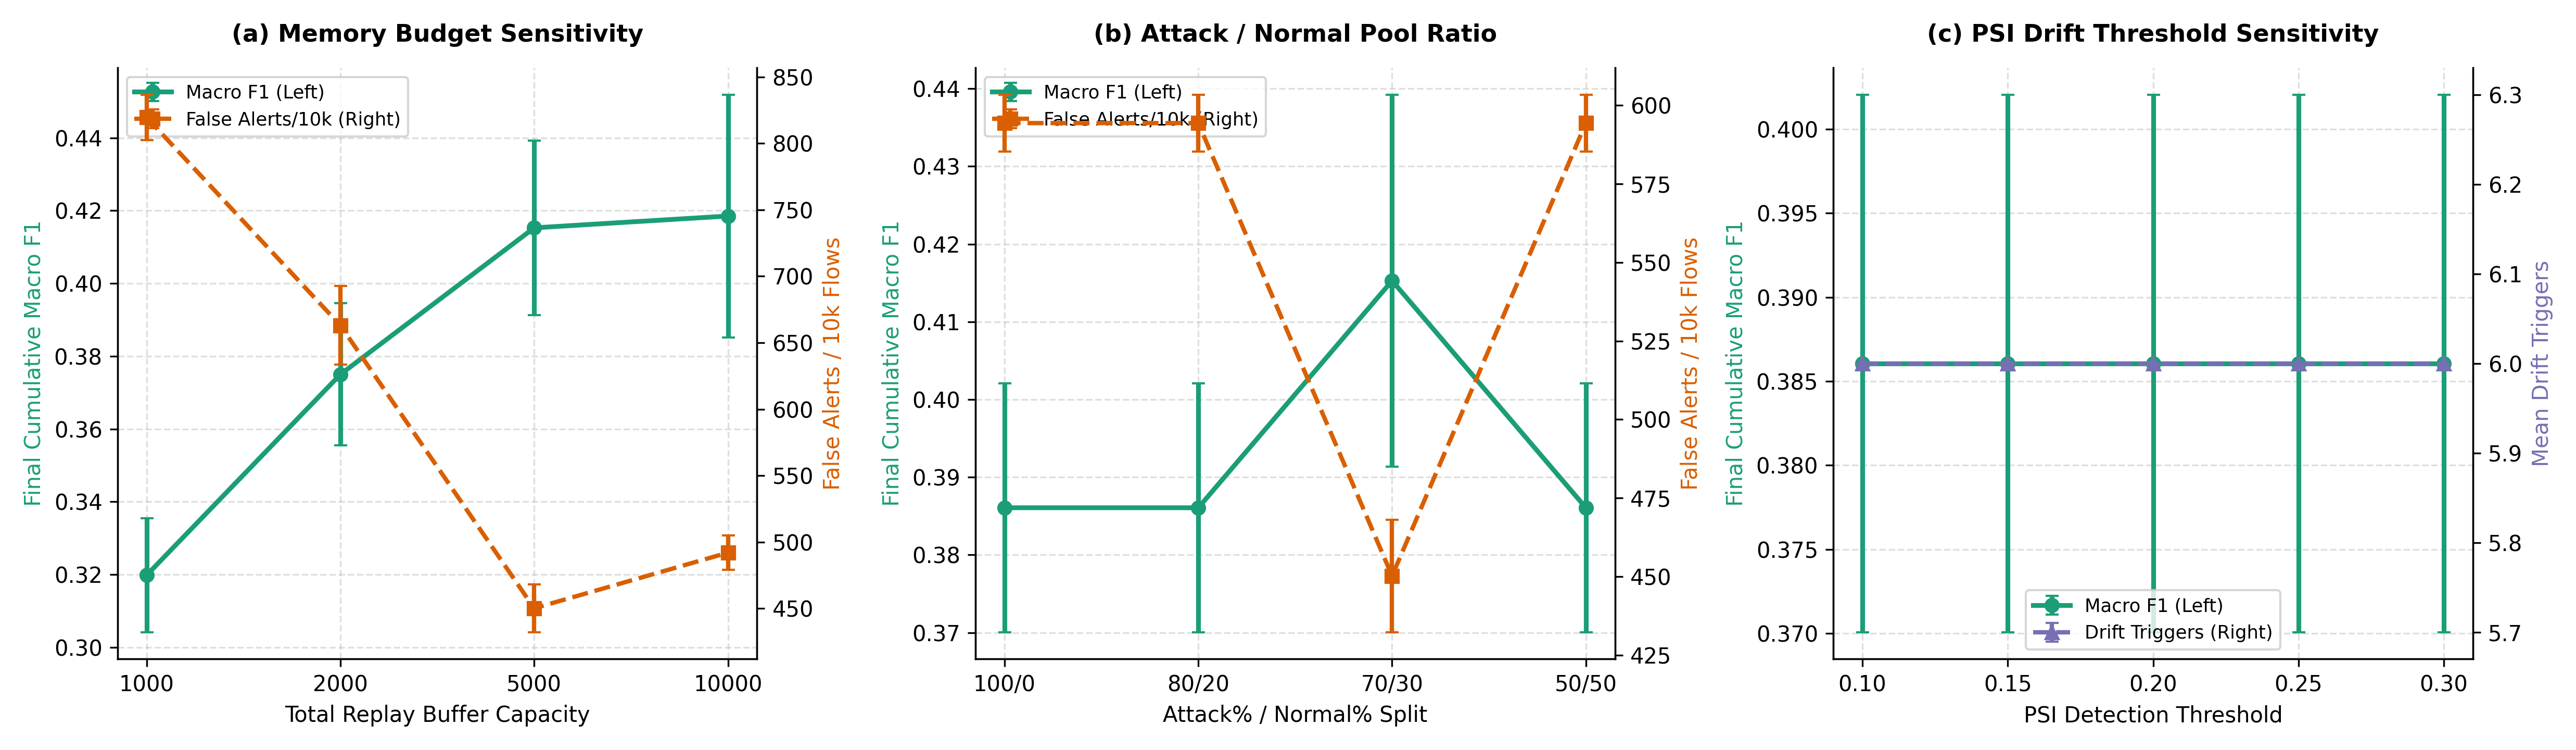 (a) Memory Budget Sensitivity
Macro F1 (Left)
False Alerts/10k (Right)
Final Cumulative Macro F1
0.44
0.42
0.40
0.38
0.36
0.34
0.32
0.30
850
800
750
700
650
600
550
500
450
False Alerts / 10k Flows
1000 2000 5000 10000
Total Replay Buffer Capacity
(b) Attack / Normal Pool Ratio
Macro F1 (Left)
False Alerts/10k (Right)
Final Cumulative Macro F1
0.44
0.43
0.42
0.41
0.40
0.39
0.38
0.37
600
575
550
525
500
475
450
425
False Alerts / 10k Flows
100/0 80/20 70/30 50/50
Attack% / Normal% Split
(c) PSI Drift Threshold Sensitivity
Final Cumulative Macro F1
0.400
0.395
0.390
0.385
0.380
0.375
0.370
6.3
6.2
6.1
6.0
5.9
5.8
5.7
Mean Drift Triggers
Macro F1 (Left)
Drift Triggers (Right)
0.10 0.15 0.20 0.25 0.30
PSI Detection Threshold